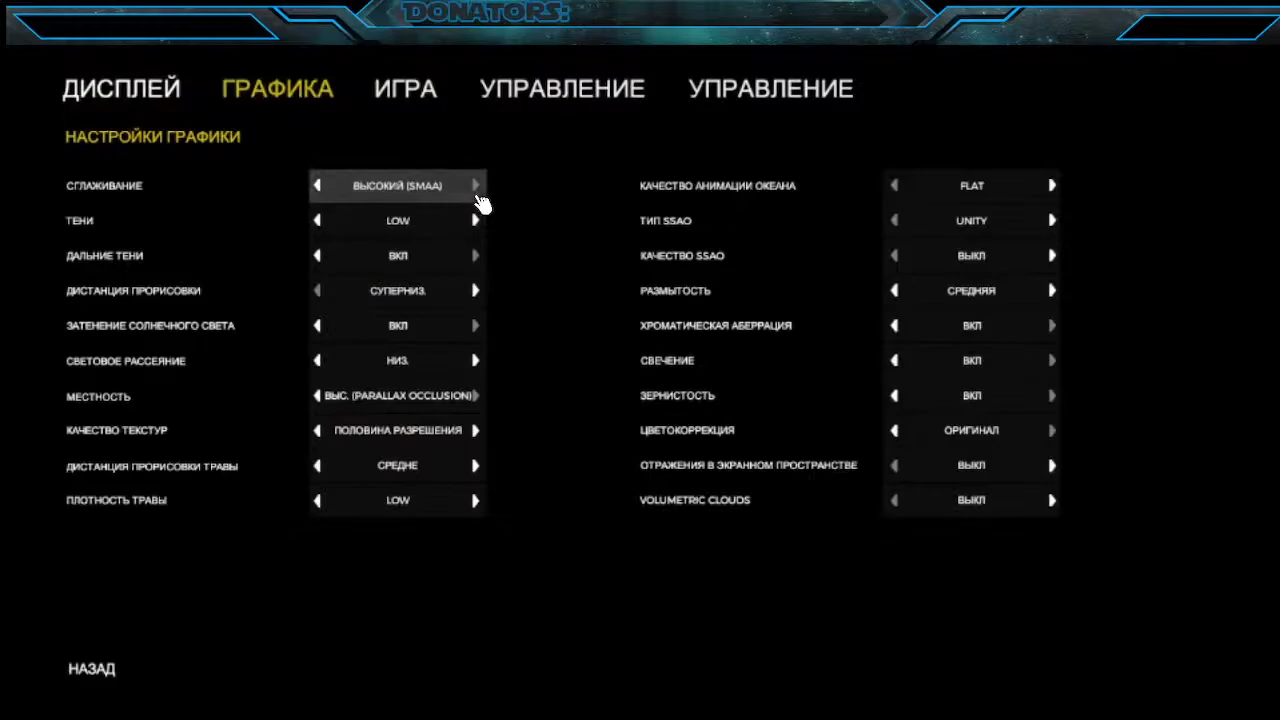 DONATORS:
ДИСПЛЕЙ ГРАФИКА ИГРА УПРАВЛЕНИЕ УПРАВЛЕНИЕ
НАСТРОЙКИ ГРАФИКИ
СГЛАЖИВАНИЕ ВЫСОКИЙ (SMAA)
ТЕНИ LOW
ДАЛЬНИЕ ТЕНИ ВКЛ
ДИСТАНЦИЯ ПРОРИСОВКИ СУПЕРНИЗ.
ЗАТЕНЕНИЕ СОЛНЕЧНОГО СВЕТА ВКЛ
СВЕТОВОЕ РАССЕЯНИЕ НИЗ.
МЕСТНОСТЬ ВЫС. (PARALLAX OCCLUSION)
КАЧЕСТВО ТЕКСТУР ПОЛОВИНА РАЗРЕШЕНИЯ
ДИСТАНЦИЯ ПРОРИСОВКИ ТРАВЫ СРЕДНЕ
ПЛОТНОСТЬ ТРАВЫ LOW
КАЧЕСТВО АНИМАЦИИ ОКЕАНА FLAT
ТИП SSAO UNITY
КАЧЕСТВО SSAO ВЫКЛ
РАЗМЫТОСТЬ СРЕДНЯЯ
ХРОМАТИЧЕСКАЯ АБЕРРАЦИЯ ВКЛ
СВЕЧЕНИЕ ВКЛ
ЗЕРНИСТОСТЬ ВКЛ
ЦВЕТОКОРРЕКЦИЯ ОРИГИНАЛ
ОТРАЖЕНИЯ В ЭКРАННОМ ПРОСТРАНСТВЕ ВЫКЛ
VOLUMETRIC CLOUDS ВЫКЛ
НАЗАД